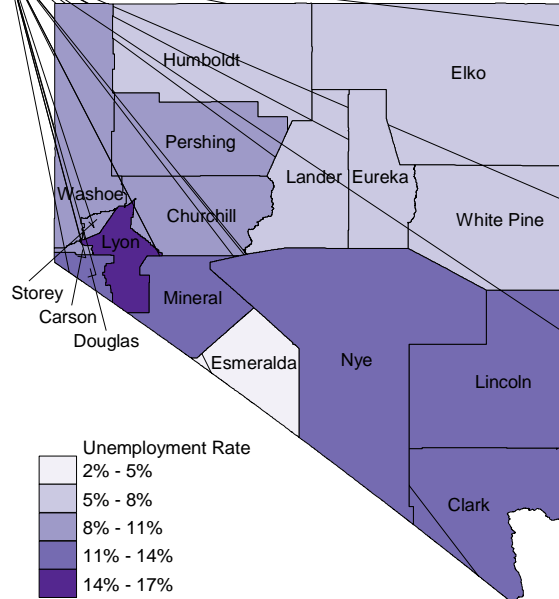 Humboldt
Elko
Pershing
Lander
Eureka
Washoe
Churchill
White Pine
Lyon
Storey
Mineral
Carson
Douglas
Esmeralda
Nye
Lincoln
Unemployment Rate
2% - 5%
5% - 8%
8% - 11%
Clark
11% - 14%
14% - 17%